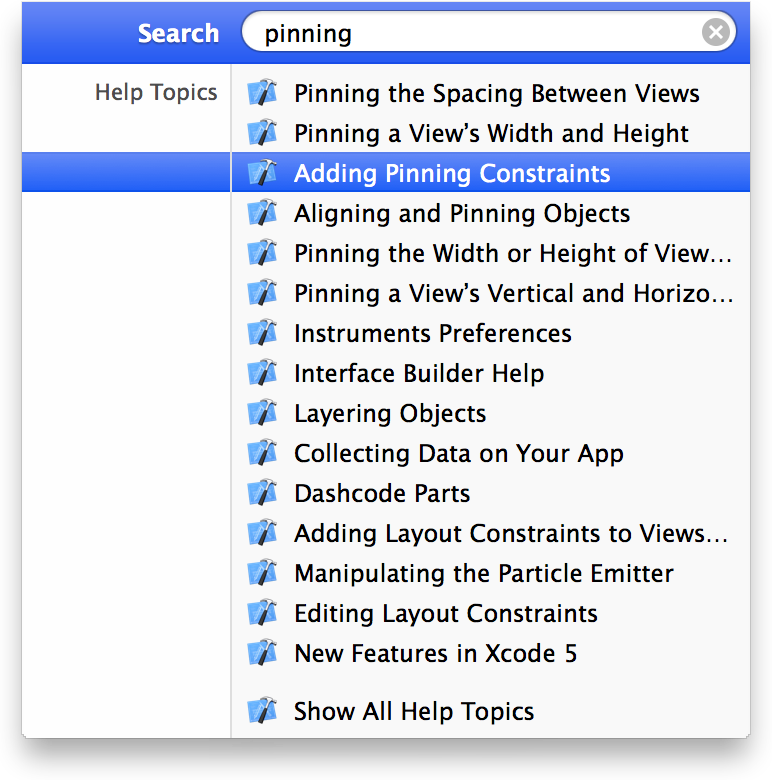 Search pinning
Help Topics
Pinning the Spacing Between Views
Pinning a View’s Width and Height
Adding Pinning Constraints
Aligning and Pinning Objects
Pinning the Width or Height of View…
Pinning a View’s Vertical and Horizo…
Instruments Preferences
Interface Builder Help
Layering Objects
Collecting Data on Your App
Dashcode Parts
Adding Layout Constraints to Views…
Manipulating the Particle Emitter
Editing Layout Constraints
New Features in Xcode 5
Show All Help Topics